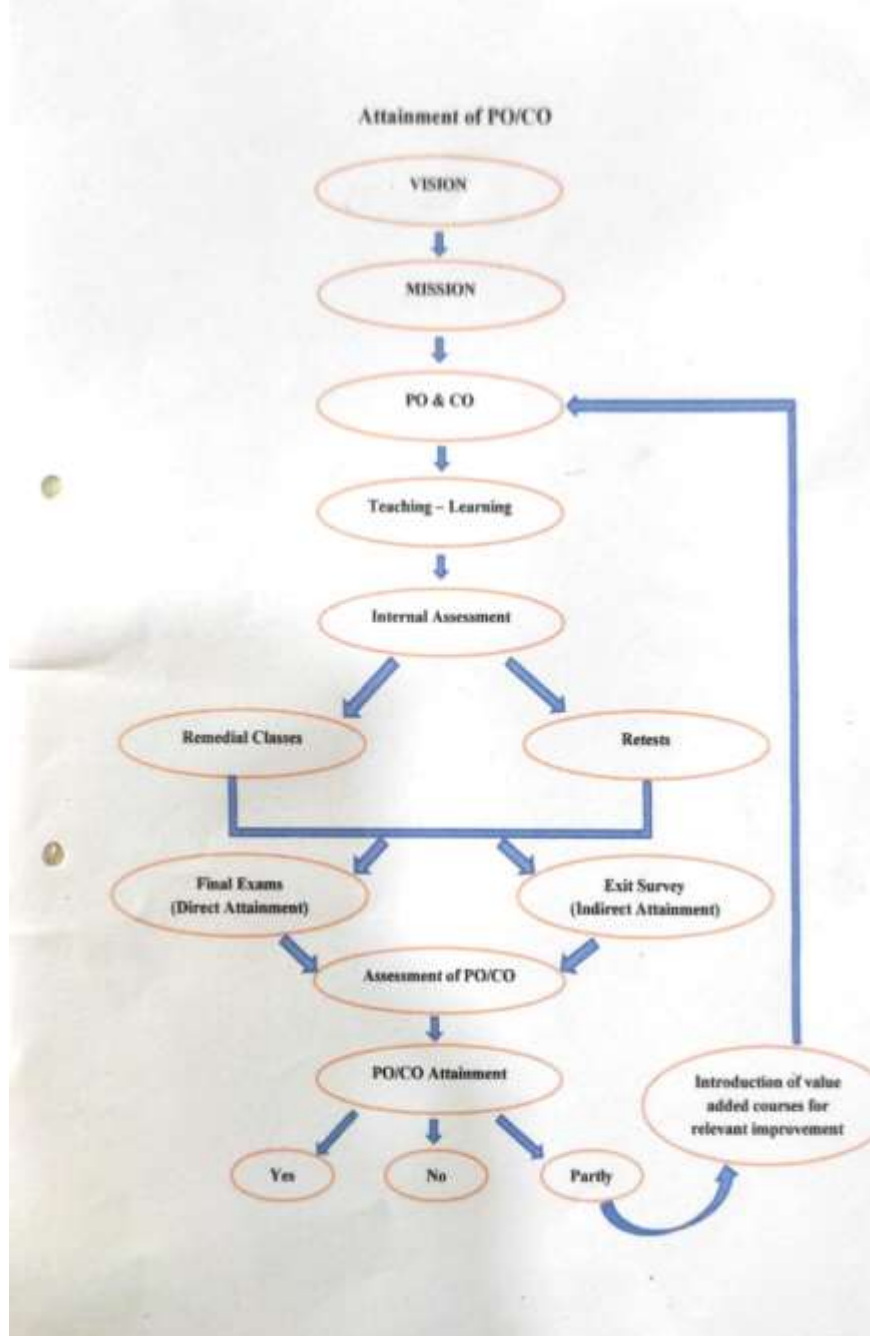 Attainment of PO/CO
VISION
MISSION
PO & CO
Teaching – Learning
Internal Assessment
Remedial Classes
Retests
Final Exams
(Direct Attainment)
Exit Survey
(Indirect Attainment)
Assessment of PO/CO
PO/CO Attainment
Introduction of value
added courses for
relevant improvement
Yes
No
Partly